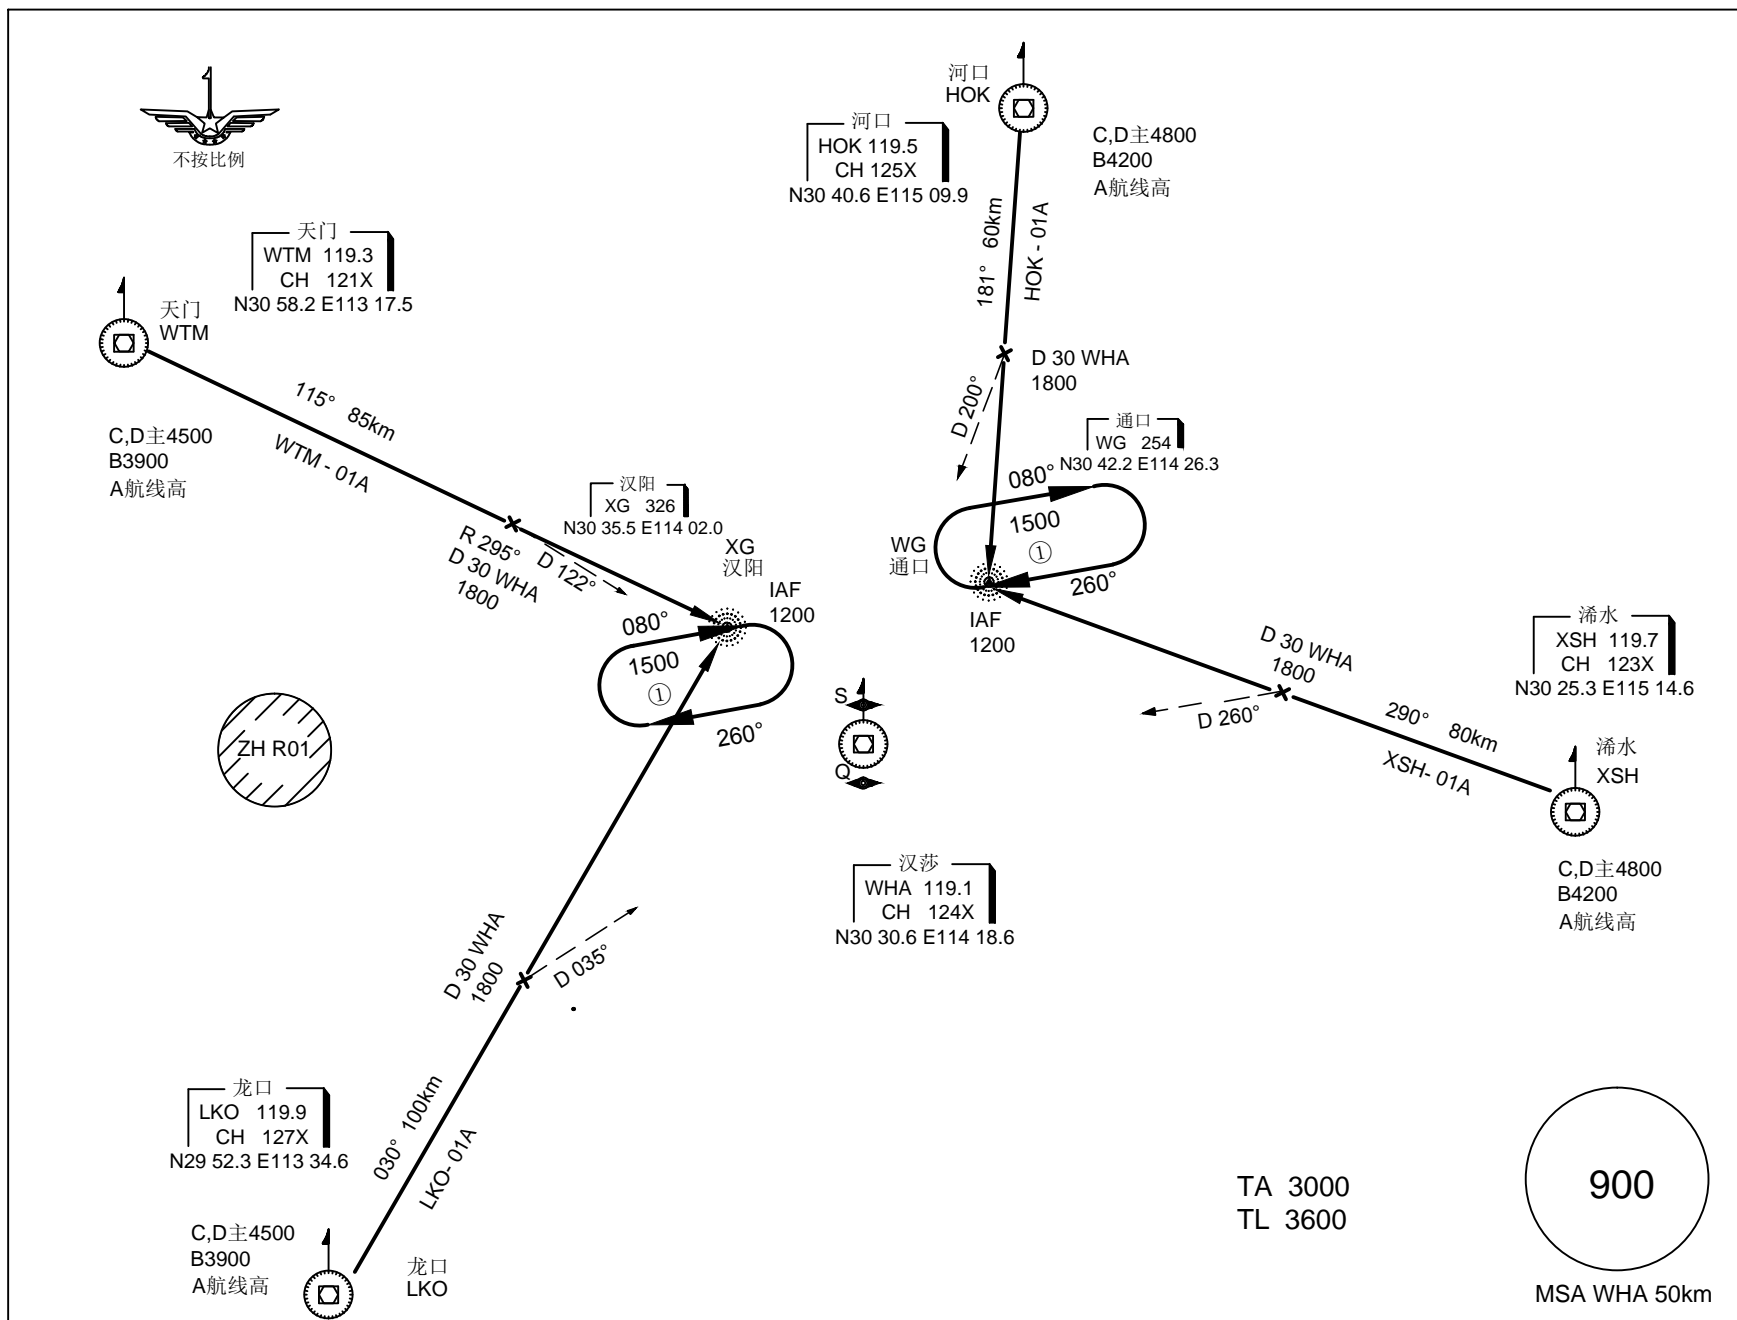 不按比例
河口
HOK
河口
HOK 119.5
CH 125X
N30 40.6 E115 09.9
C,D主4800
B4200
A航线高
天门
WTM 119.3
CH 121X
N30 58.2 E113 17.5
天门
WTM
C,D主4500
B3900
A航线高
115° 85km
WTM - 01A
181° 60km
HOK - 01A
D 30 WHA
1800
D 200°
通口
WG 254
N30 42.2 E114 26.3
080°
1500
①
260°
WG
通口
IAF
1200
汉阳
XG 326
N30 35.5 E114 02.0
R 295°
D 30 WHA
1800
D 122°
XG
汉阳
IAF
1200
080°
1500
①
260°
S
Q
D 30 WHA
1800
D 260°
浠水
XSH 119.7
CH 123X
N30 25.3 E115 14.6
290° 80km
XSH- 01A
浠水
XSH
C,D主4800
B4200
A航线高
ZH R01
汉莎
WHA 119.1
CH 124X
N30 30.6 E114 18.6
D 30 WHA
1800
D 035°
龙口
LKO 119.9
CH 127X
N29 52.3 E113 34.6
030° 100km
LKO- 01A
C,D主4500
B3900
A航线高
龙口
LKO
TA 3000
TL 3600
900
MSA WHA 50km